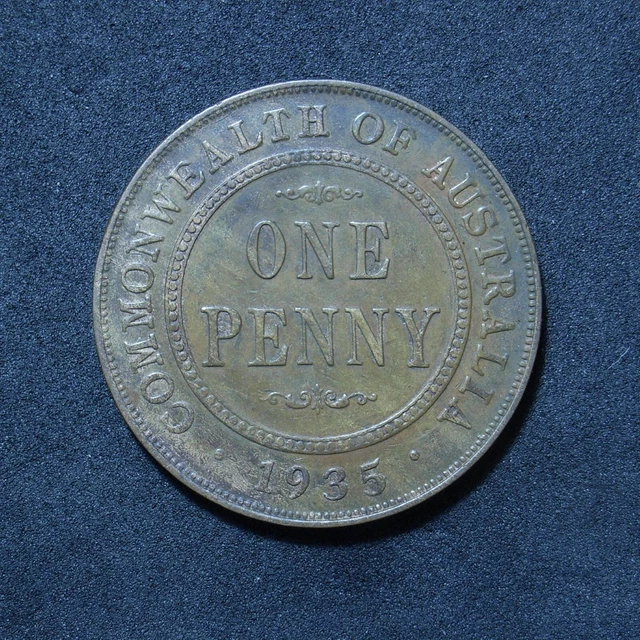 COMMONWEALTH OF AUSTRALIA
ONE
PENNY
· 1935 ·